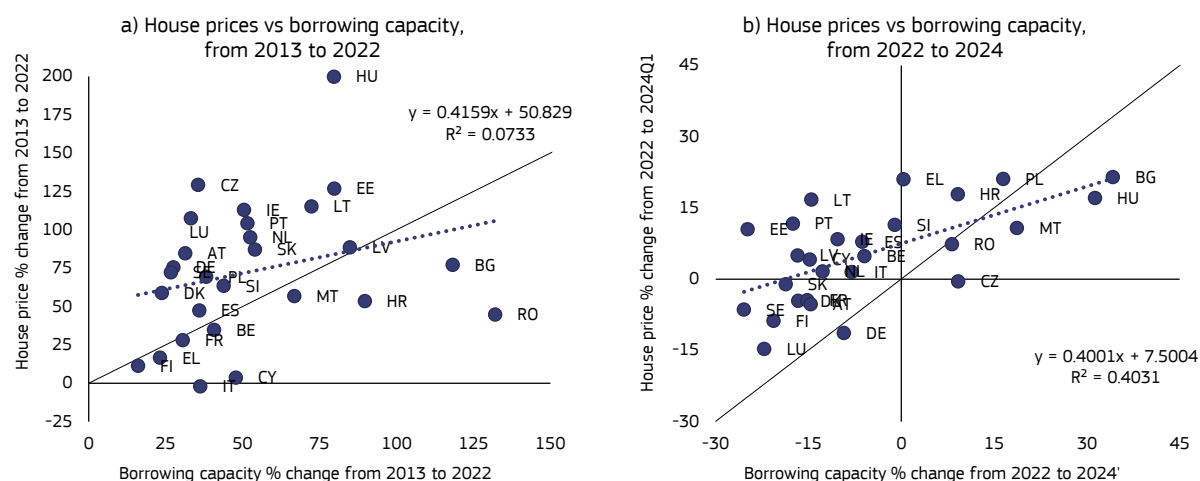 a) House prices vs borrowing capacity,
from 2013 to 2022
House price % change from 2013 to 2022
200
175
150
125
100
75
50
25
0
-25
y = 0.4159x + 50.829
R² = 0.0733
HU
CZ
EE
IE
LT
LU
PT
NL
AT
SK
LV
DE
SE
PL
BG
DK
SI
MT
HR
ES
RO
BE
FR
EL
FI
IT
CY
0 25 50 75 100 125 150
Borrowing capacity % change from 2013 to 2022
b) House prices vs borrowing capacity,
from 2022 to 2024
House price % change from 2022 to 2024Q1
45
30
15
0
-15
-30
EL
PL
BG
HR
HU
LT
PT
SI
EE
MT
IE
ES
RO
LV
CY
BE
NL
IT
SK
CZ
DK
FR
AT
SE
FI
DE
LU
y = 0.4001x + 7.5004
R² = 0.4031
-30 -15 0 15 30 45
Borrowing capacity % change from 2022 to 2024'